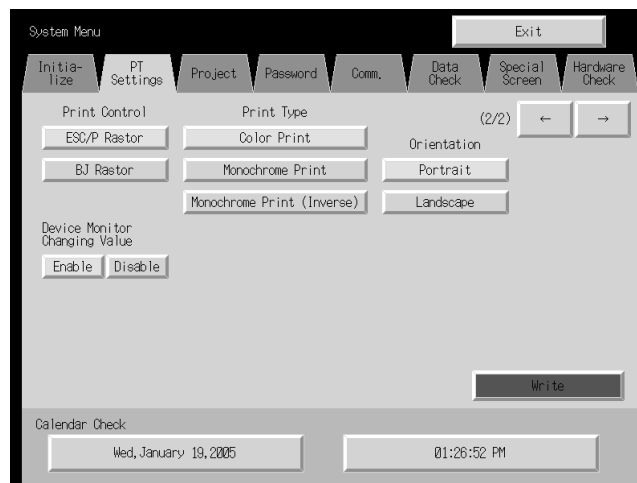 System Menu
Exit
Initia-
lize
PT
Settings
Project
Password
Comm.
Data
Check
Special
Screen
Hardware
Check
Print Control
Print Type
(2/2)
←
→
ESC/P Rastor
Color Print
Orientation
BJ Rastor
Monochrome Print
Portrait
Monochrome Print (Inverse)
Landscape
Device Monitor
Changing Value
Enable
Disable
Write
Calendar Check
Wed,January 19,2005
01:26:52 PM